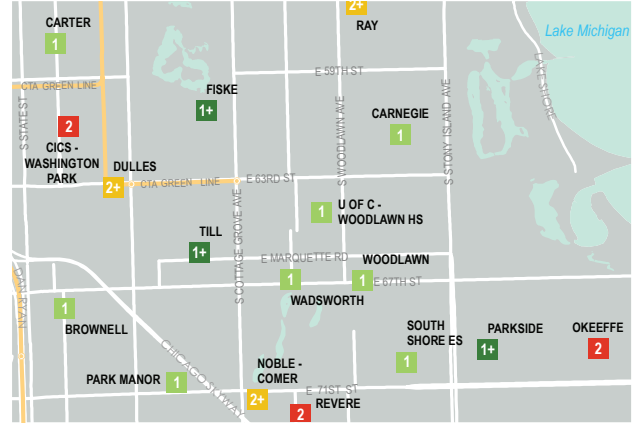 CARTER
1
2+
RAY
Lake Michigan
CTA GREEN LINE
E 59TH ST
LAKE SHORE
FISKE
1+
CARNEGIE
1
S STATE ST
2
CICS -
WASHINGTON
PARK
DULLES
2+
CTA GREEN LINE
E 63RD ST
S WOODLAWN AVE
S STONY ISLAND AVE
S COTTAGE GROVE AVE
1
U OF C -
WOODLAWN HS
TILL
1+
E MARQUETTE RD
WOODLAWN
1
1
E 67TH ST
WADSWORTH
DAN RYAN
1
BROWNELL
CHICAGO SKYWAY
SOUTH
SHORE ES
1
PARKSIDE
1+
OKEEFFE
2
PARK MANOR
1
NOBLE -
COMER
2+
E 71ST ST
2
REVERE